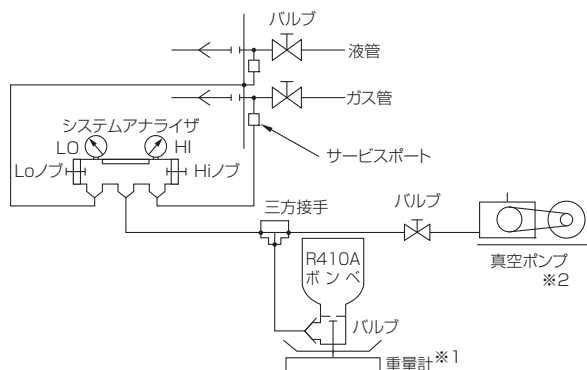 バルブ
液管
ガス管
システムアナライザ
LO
HI
Loノブ
Hiノブ
サービスポート
三方接手
バルブ
R410A
ボンベ
バルブ
真空ポンプ
※2
重量計※1